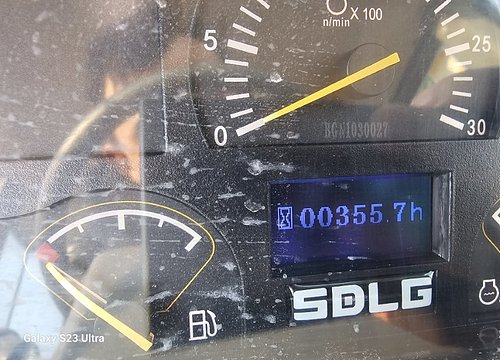 n/min X 100
5
25
0
30
BGN1030027
00355.7h
SDLG
Galaxy S23 Ultra